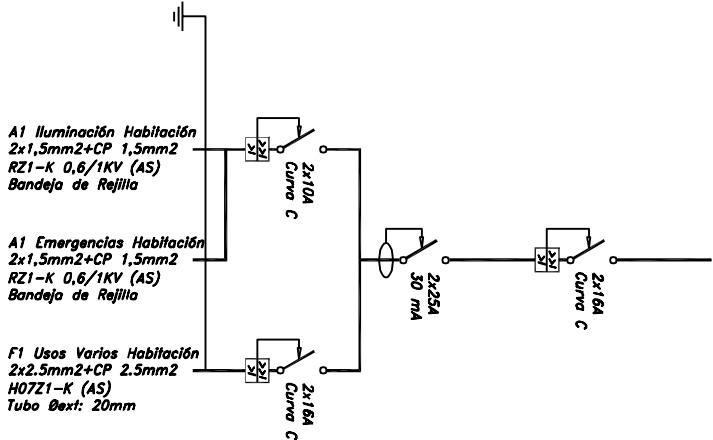 A1 Iluminación Habitación
2x1,5mm2+CP 1,5mm2
RZ1-K 0,6/1KV (AS)
Bandeja de Rejilla
2x10A
Curva C
A1 Emergencias Habitación
2x1,5mm2+CP 1,5mm2
RZ1-K 0,6/1KV (AS)
Bandeja de Rejilla
2x25A
30 mA
2x16A
Curva C
F1 Usos Varios Habitación
2x2.5mm2+CP 2.5mm2
H07Z1-K (AS)
Tubo Øext: 20mm
2x16A
Curva C